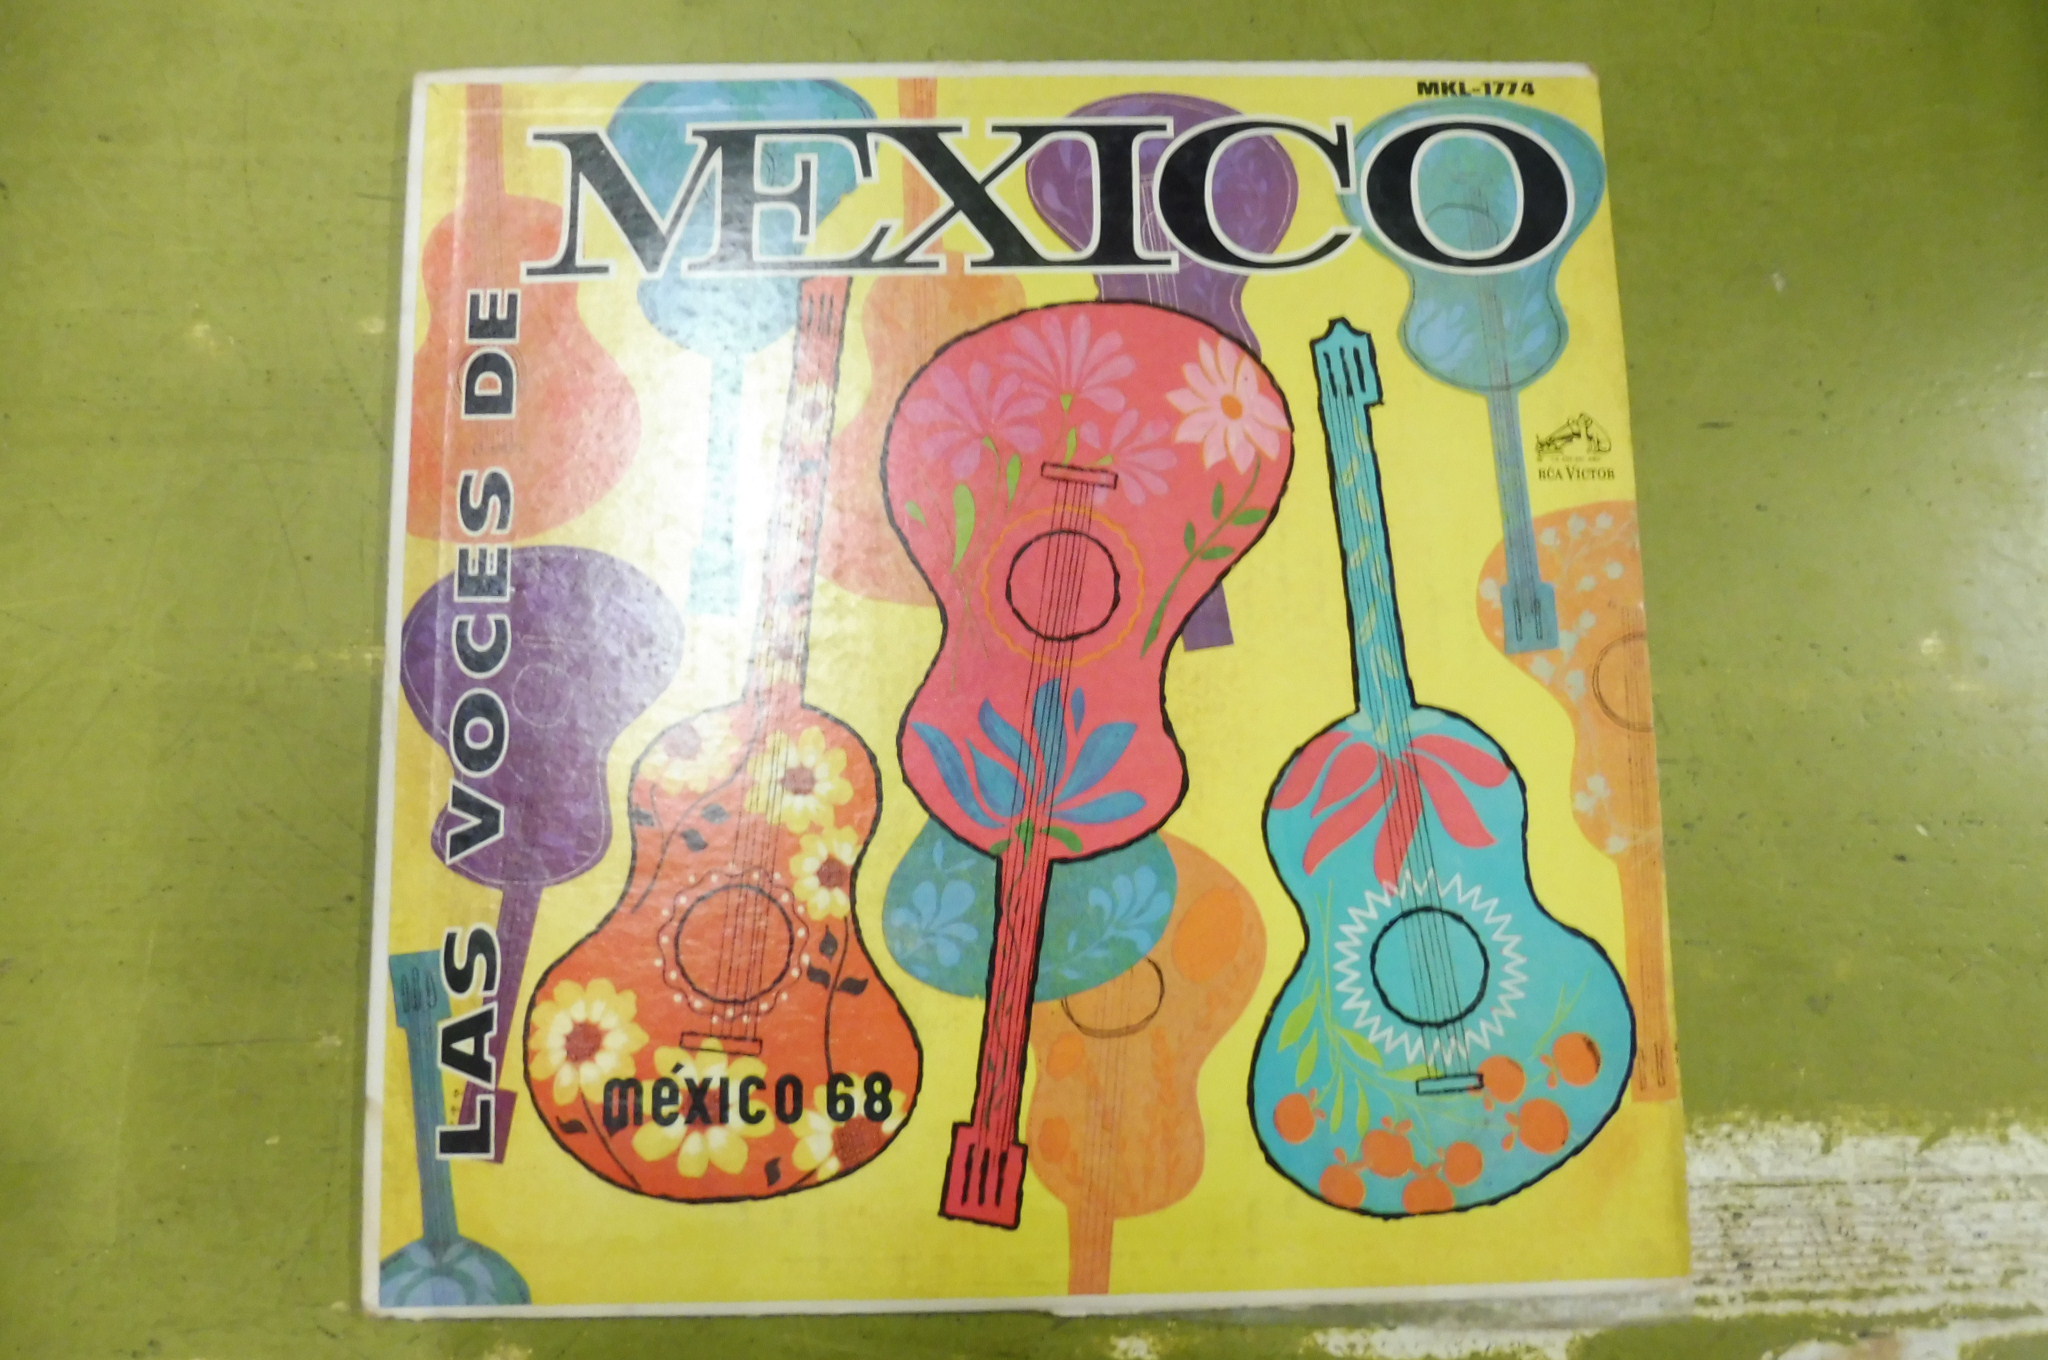 MKL-1774
LAS VOCES DE
MEXICO
RCA VICTOR
méxico 68